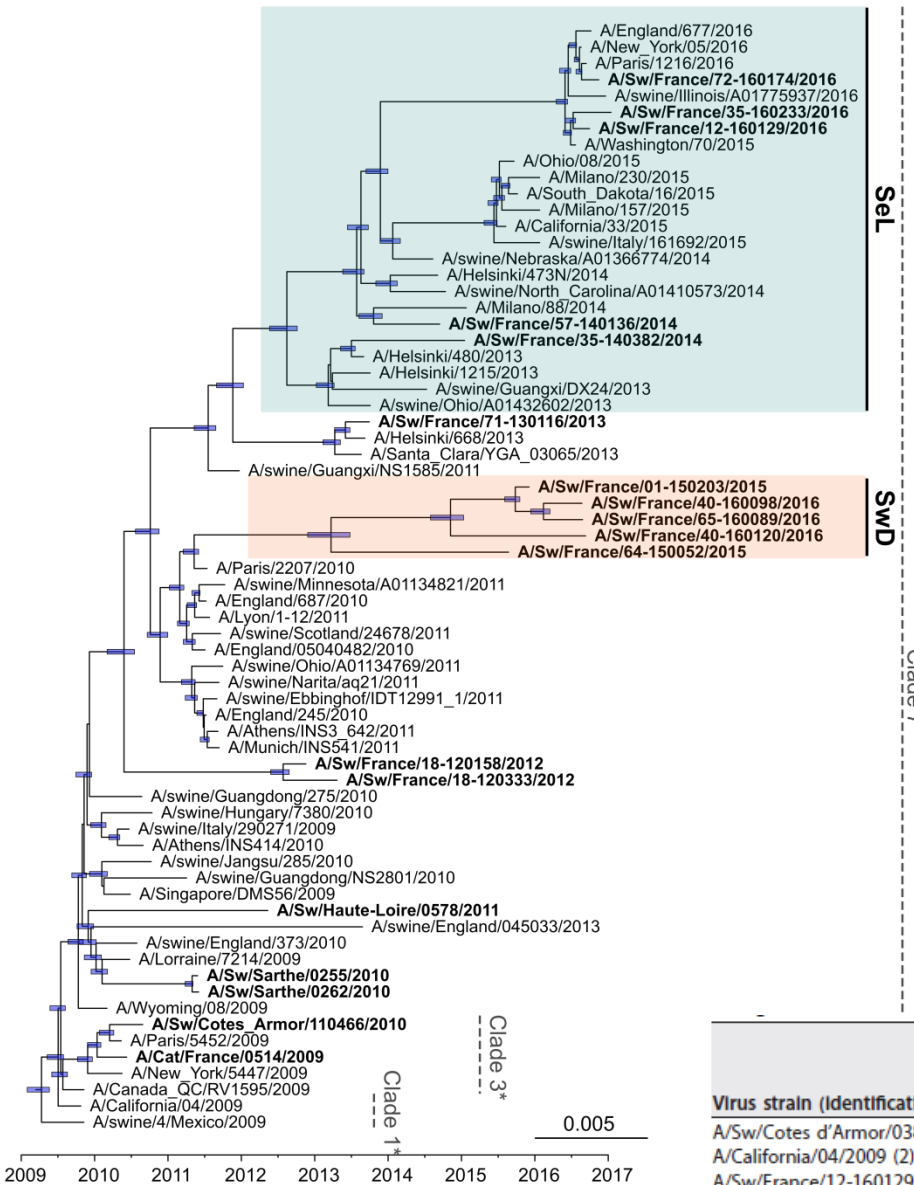 A/England/677/2016
A/New_York/05/2016
A/Paris/1216/2016
A/Sw/France/72-160174/2016
A/swine/Illinois/A01775937/2016
A/Sw/France/35-160233/2016
A/Sw/France/12-160129/2016
A/Washington/70/2015
A/Ohio/08/2015
A/Milano/230/2015
A/South_Dakota/16/2015
A/Milano/157/2015
A/California/33/2015
A/swine/Italy/161692/2015
A/swine/Nebraska/A01366774/2014
A/Helsinki/473N/2014
A/swine/North_Carolina/A01410573/2014
A/Milano/88/2014
A/Sw/France/57-140136/2014
A/Sw/France/35-140382/2014
A/Helsinki/480/2013
A/Helsinki/1215/2013
A/swine/Guangxi/DX24/2013
A/swine/Ohio/A01432602/2013
SeL
A/Sw/France/71-130116/2013
A/Helsinki/668/2013
A/Santa_Clara/YGA_03065/2013
A/swine/Guangxi/NS1585/2011
A/Sw/France/01-150203/2015
A/Sw/France/40-160098/2016
A/Sw/France/65-160089/2016
A/Sw/France/40-160120/2016
A/Sw/France/64-150052/2015
SwD
A/Paris/2207/2010
A/swine/Minnesota/A01134821/2011
A/England/687/2010
A/Lyon/1-12/2011
A/swine/Scotland/24678/2011
A/England/05040482/2010
A/swine/Ohio/A01134769/2011
A/swine/Narita/aq21/2011
A/swine/Ebbinghof/IDT12991_1/2011
A/England/245/2010
A/Athens/INS3_642/2011
A/Munich/INS541/2011
A/Sw/France/18-120158/2012
A/Sw/France/18-120333/2012
A/swine/Guangdong/275/2010
A/swine/Hungary/7380/2010
A/swine/Italy/290271/2009
A/Athens/INS414/2010
A/swine/Jangsu/285/2010
A/swine/Guangdong/NS2801/2010
A/Singapore/DMS56/2009
A/Sw/Haute-Loire/0578/2011
A/swine/England/045033/2013
A/swine/England/373/2010
A/Lorraine/7214/2009
A/Sw/Sarthe/0255/2010
A/Sw/Sarthe/0262/2010
A/Wyoming/08/2009
A/Sw/Cotes_Armor/110466/2010
A/Paris/5452/2009
A/Cat/France/0514/2009
A/New_York/5447/2009
A/Canada_QC/RV1595/2009
A/California/04/2009
A/swine/4/Mexico/2009
Clade 1*
Clade 3*
0.005
2009 2010 2011 2012 2013 2014 2015 2016 2017
Virus strain (identificati
A/Sw/Cotes d'Armor/038
A/California/04/2009 (2)
A/Sw/France/12-160129